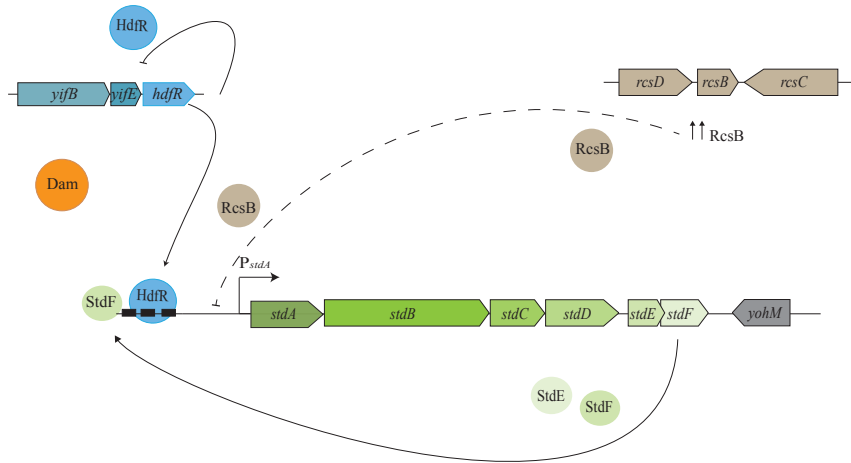 HdfR
yifB yifE hdfR
rcsD rcsB rcsC
RcsB
RcsB
Dam
RcsB
PstdA
StdF
HdfR
stdA stdB stdC stdD stdE stdF yohM
StdE
StdF